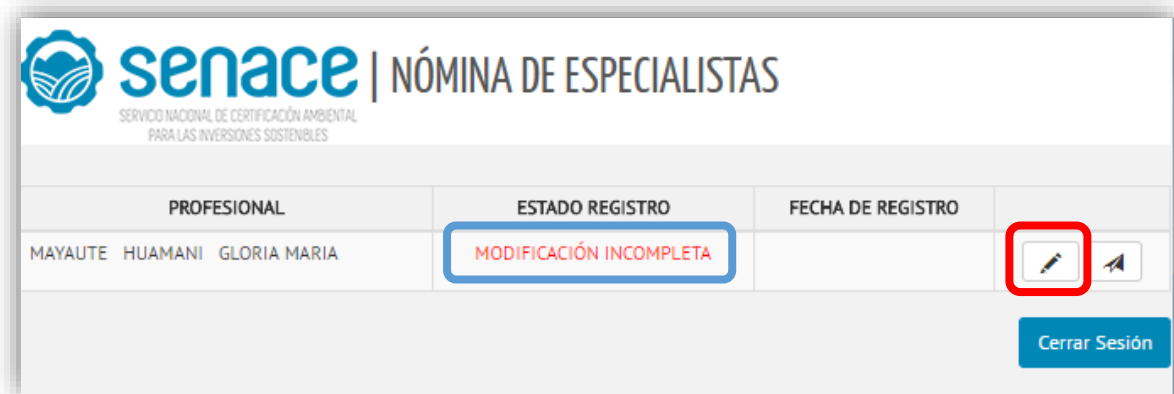 senace | NÓMINA DE ESPECIALISTAS
SERVICIO NACIONAL DE CERTIFICACIÓN AMBIENTAL
PARA LAS INVERSIONES SOSTENIBLES
PROFESIONAL ESTADO REGISTRO FECHA DE REGISTRO
MAYAUTE HUAMANI GLORIA MARIA MODIFICACIÓN INCOMPLETA
Cerrar Sesión